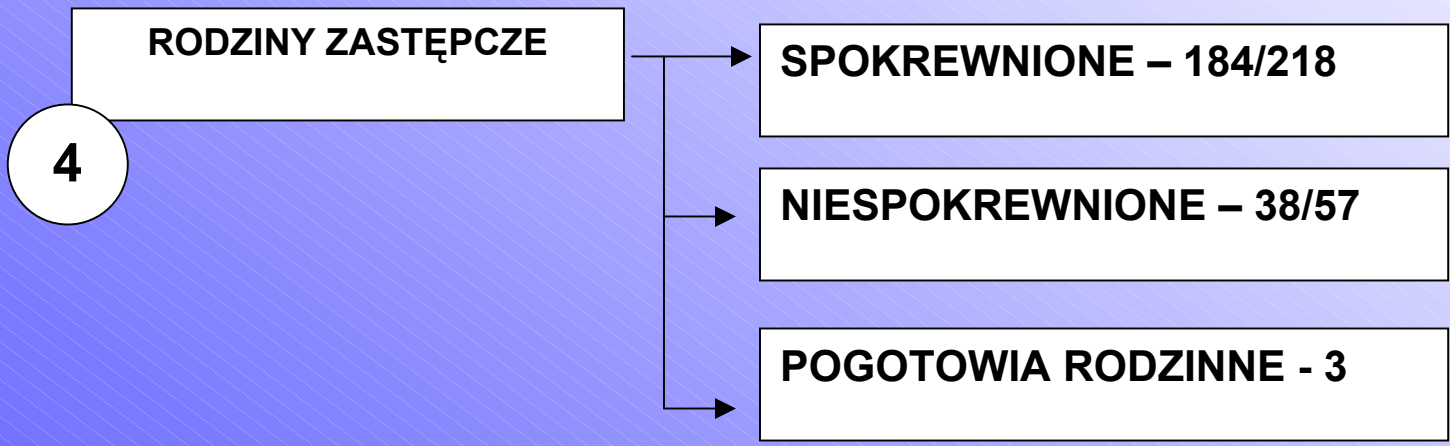 RODZINY ZASTĘPCZE
4
SPOKREWNIONE – 184/218
NIESPOKREWNIONE – 38/57
POGOTOWIA RODZINNE - 3